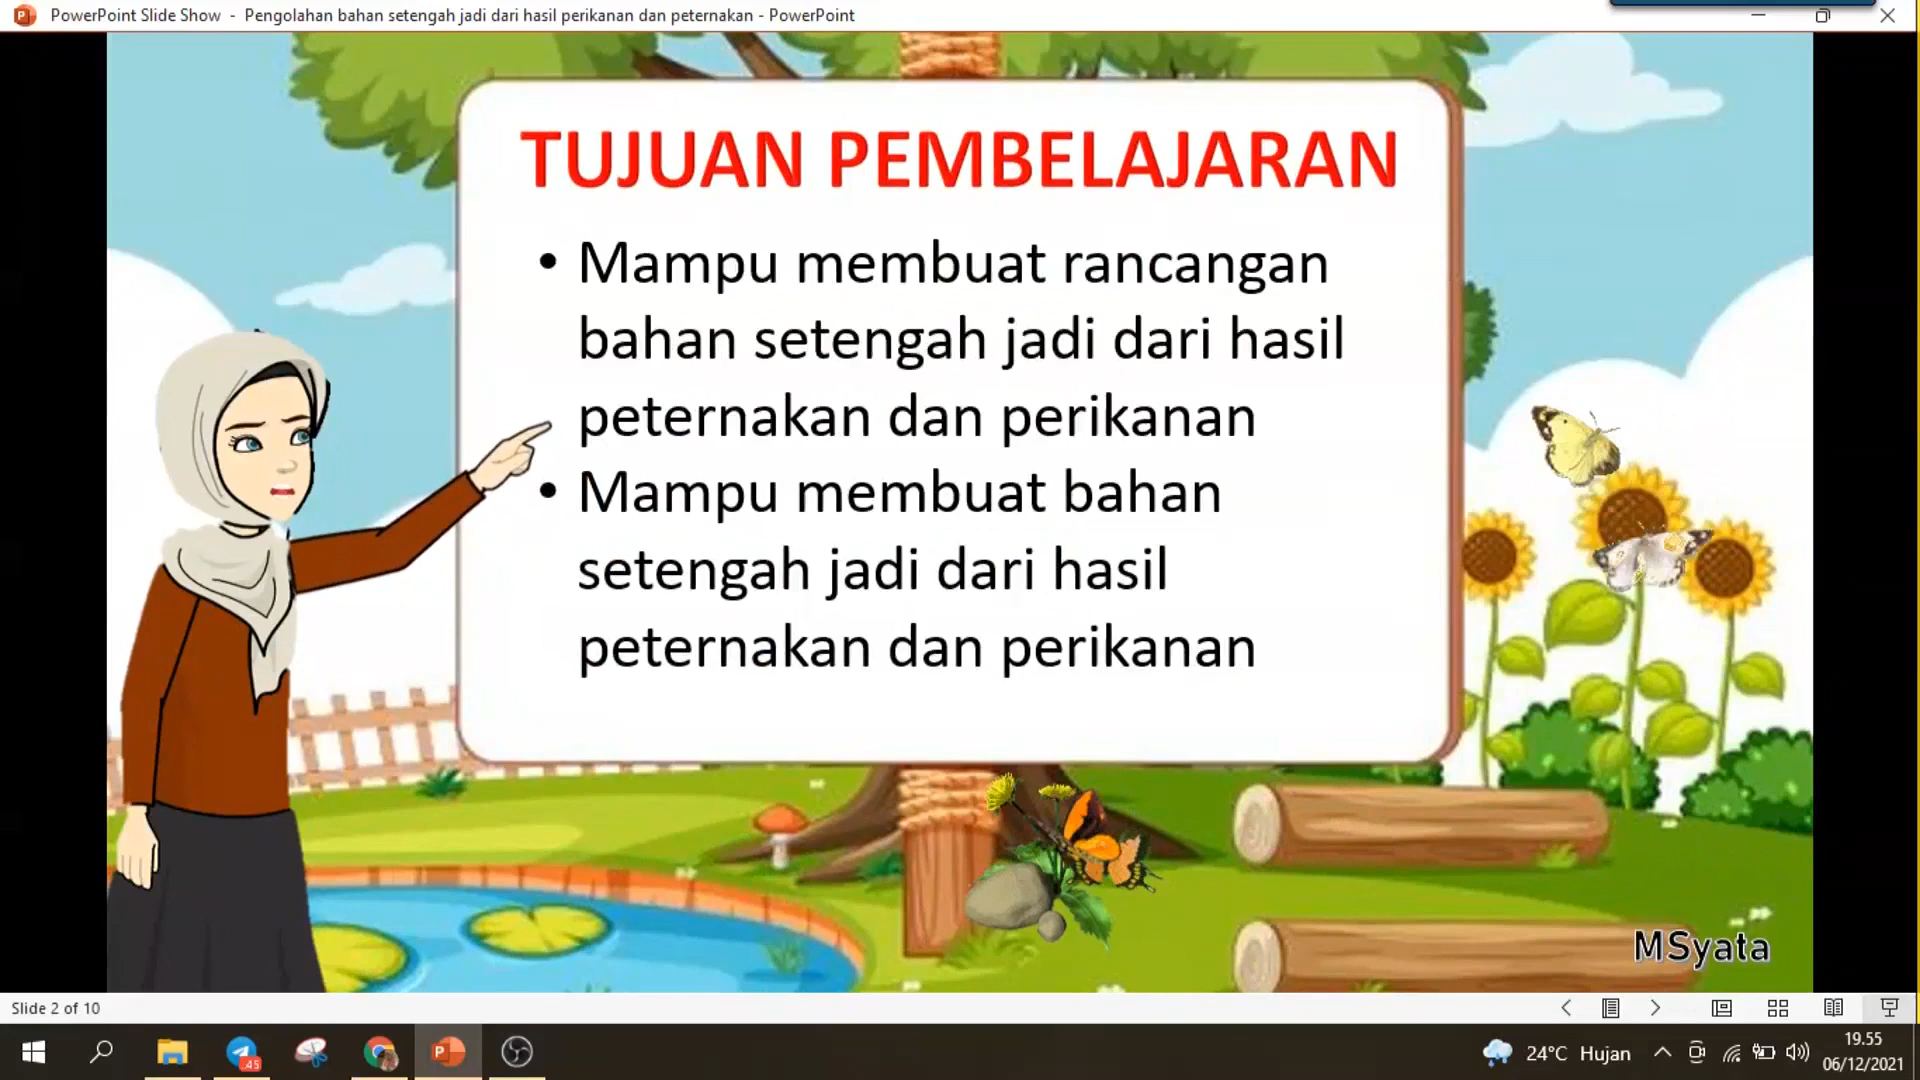 PowerPoint Slide Show - Pengolahan bahan setengah jadi dari hasil perikanan dan peternakan - PowerPoint
TUJUAN PEMBELAJARAN
• Mampu membuat rancangan
bahan setengah jadi dari hasil
peternakan dan perikanan
• Mampu membuat bahan
setengah jadi dari hasil
peternakan dan perikanan
MSyata
Slide 2 of 10
45
24°C Hujan
19.55
06/12/2021